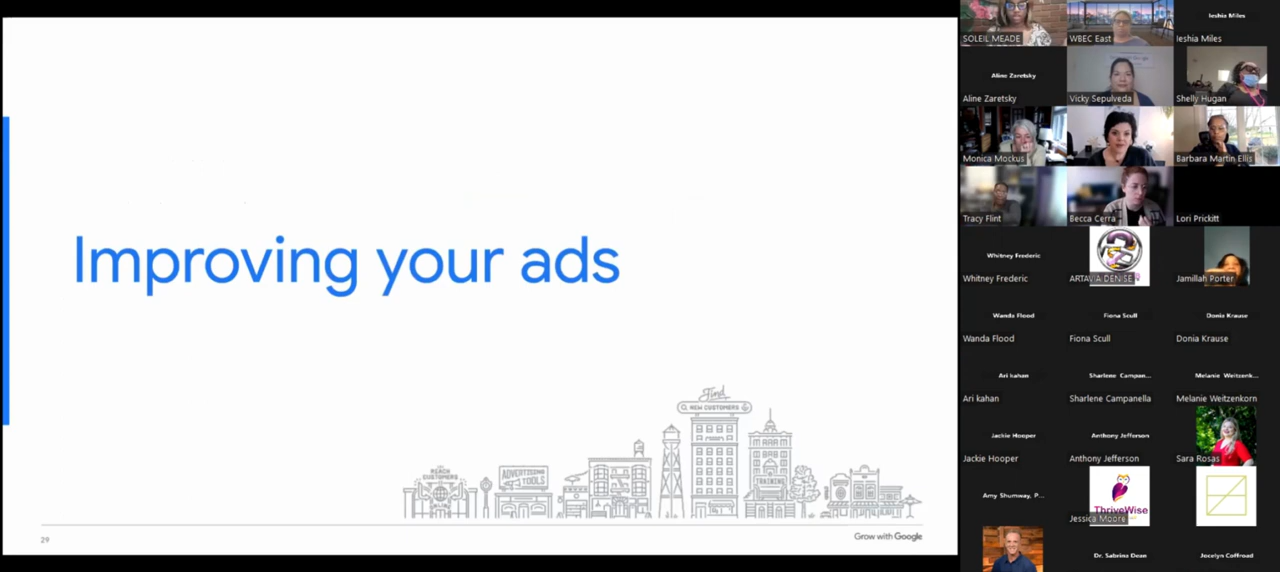 Improving your ads
Find
NEW CUSTOMERS
REACH
CUSTOMERS
ADVERTISING
TOOLS
TRAINING
29
Grow with Google
SOLEIL MEADE
WBEC East
Ieshia Miles
Ieshia Miles
Aline Zaretsky
Aline Zaretsky
Vicky Sepulveda
Shelly Hugan
Monica Mockus
Barbara Martin Ellis
Tracy Flint
Becca Cerra
Lori Prickitt
Whitney Frederic
Whitney Frederic
ARTAVIA DENISE
Jamillah Porter
Wanda Flood
Wanda Flood
Fiona Scull
Fiona Scull
Donia Krause
Donia Krause
Ari kahan
Ari kahan
Sharlene Campan...
Sharlene Campanella
Melanie Weitzenk...
Melanie Weitzenkorn
Jackie Hooper
Jackie Hooper
Anthony Jefferson
Anthony Jefferson
Sara Rosas
Amy Shumway, P...
ThriveWise
Jessica Moore
Dr. Sabrina Dean
Jocelyn Coffroad